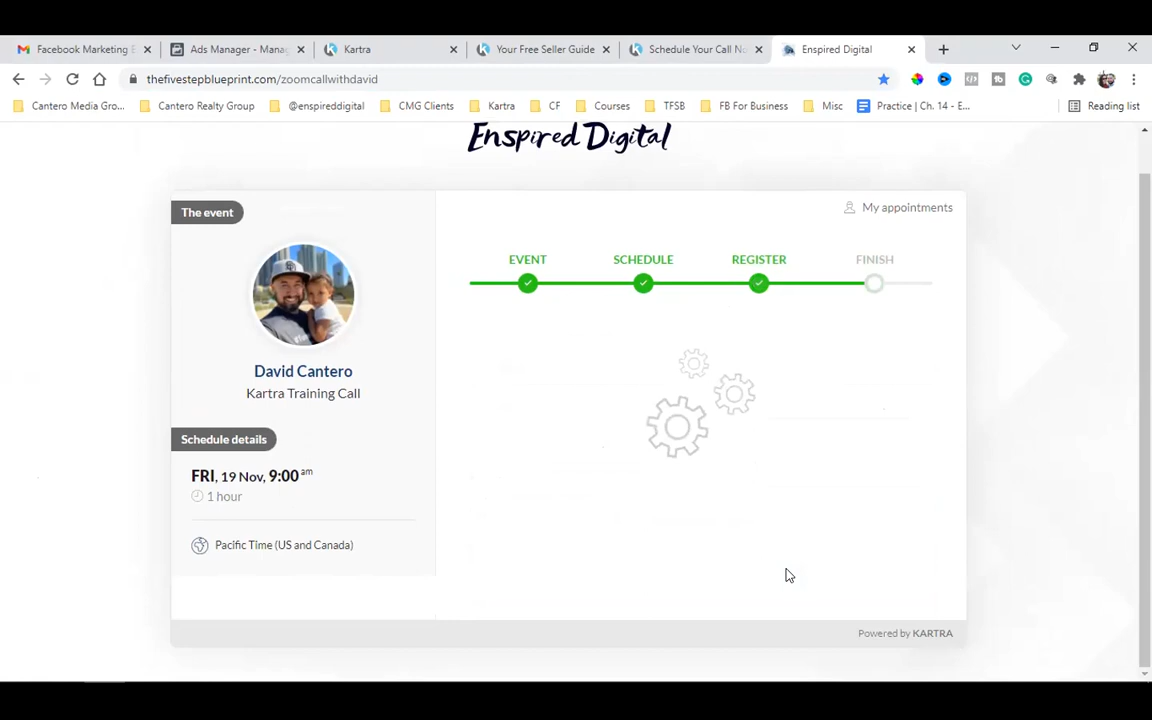 Facebook Marketing E
Ads Manager - Manag
Kartra
Your Free Seller Guide
Schedule Your Call No
Enspired Digital
thefivestepblueprint.com/zoomcallwithdavid
Cantero Media Gro...
Cantero Realty Group
@enspireddigital
CMG Clients
Kartra
CF
Courses
TFSB
FB For Business
Misc
Practice | Ch. 14 - E...
Reading list
Enspired Digital
The event
My appointments
EVENT
SCHEDULE
REGISTER
FINISH
David Cantero
Kartra Training Call
Schedule details
FRI, 19 Nov, 9:00 am
1 hour
Pacific Time (US and Canada)
Powered by KARTRA